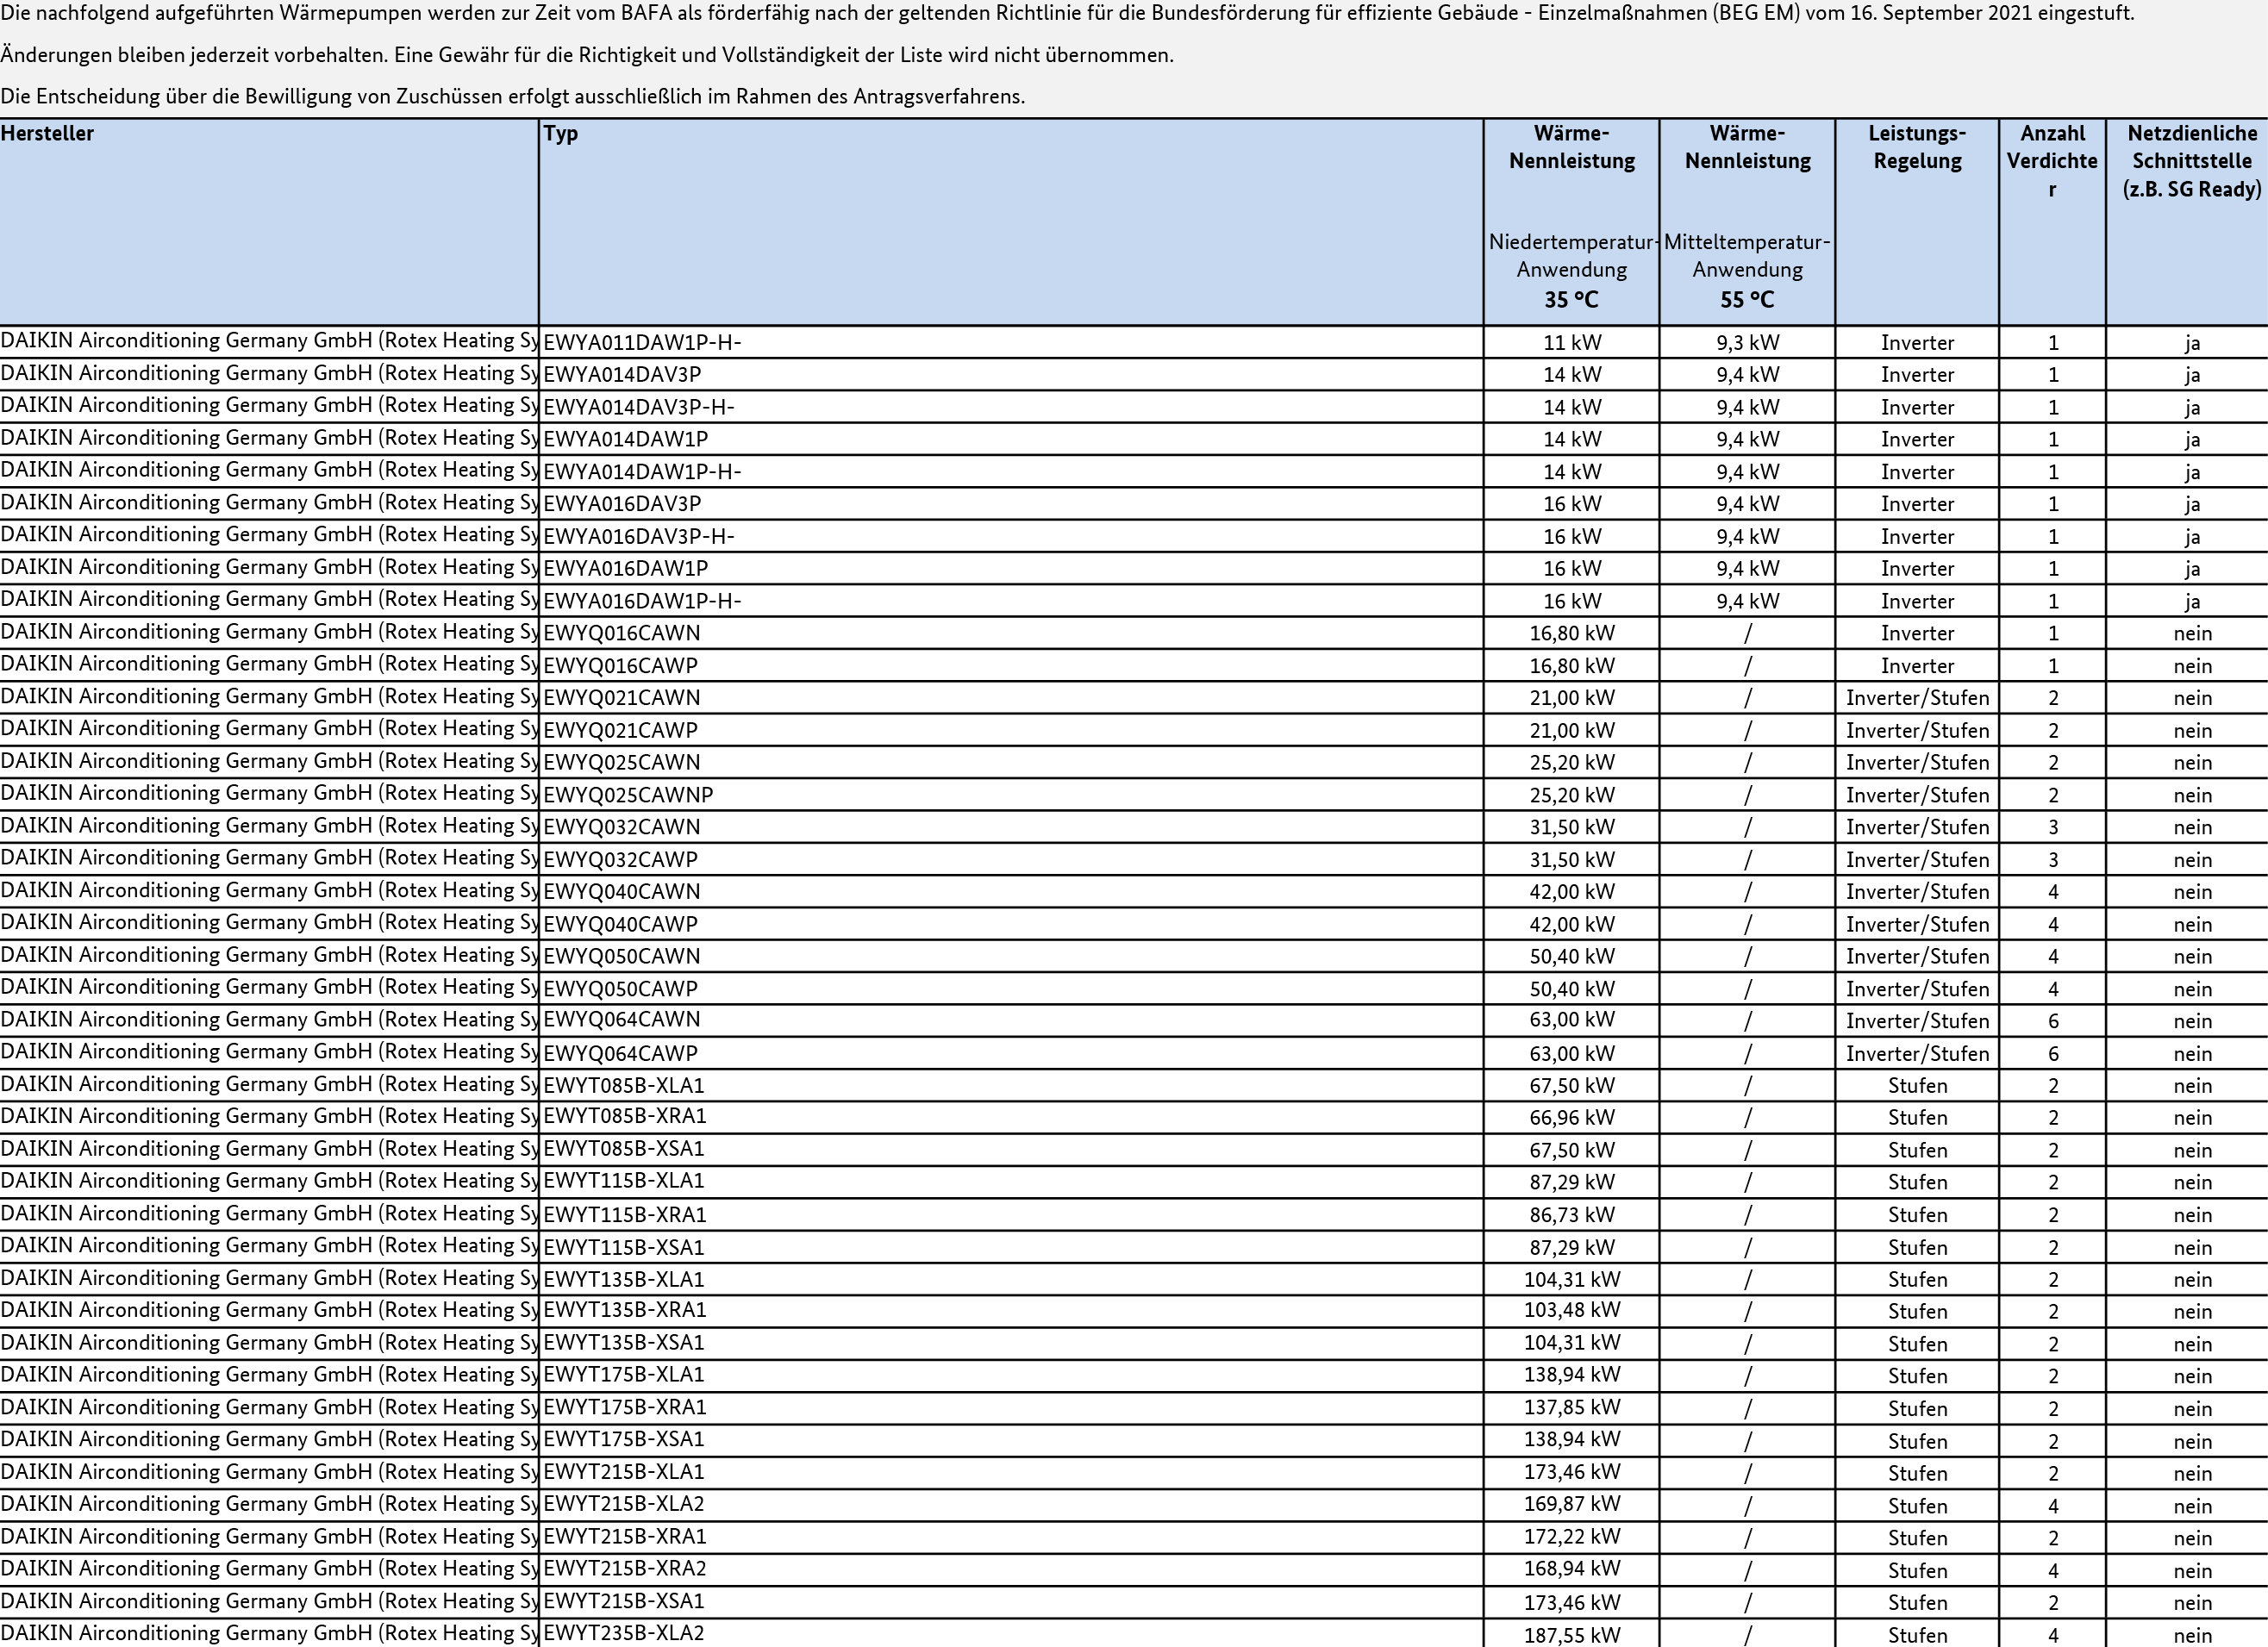 Die nachfolgend aufgeführten Wärmepumpen werden zur Zeit vom BAFA als förderfähig nach der geltenden Richtlinie für die Bundesförderung für effiziente Gebäude - Einzelmaßnahmen (BEG EM) vom 16. September 2021 eingestuft.
Änderungen bleiben jederzeit vorbehalten. Eine Gewähr für die Richtigkeit und Vollständigkeit der Liste wird nicht übernommen.
Die Entscheidung über die Bewilligung von Zuschüssen erfolgt ausschließlich im Rahmen des Antragsverfahrens.
Hersteller Typ Wärme- Wärme- Leistungs- Anzahl Netzdienliche
Nennleistung Nennleistung Regelung Verdichte Schnittstelle
r (z.B. SG Ready)
Niedertemperatur- Mitteltemperatur-
Anwendung Anwendung
35 °C 55 °C
DAIKIN Airconditioning Germany GmbH (Rotex Heating Sy EWYA011DAW1P-H- 11 kW 9,3 kW Inverter 1 ja
DAIKIN Airconditioning Germany GmbH (Rotex Heating Sy EWYA014DAV3P 14 kW 9,4 kW Inverter 1 ja
DAIKIN Airconditioning Germany GmbH (Rotex Heating Sy EWYA014DAV3P-H- 14 kW 9,4 kW Inverter 1 ja
DAIKIN Airconditioning Germany GmbH (Rotex Heating Sy EWYA014DAW1P 14 kW 9,4 kW Inverter 1 ja
DAIKIN Airconditioning Germany GmbH (Rotex Heating Sy EWYA014DAW1P-H- 14 kW 9,4 kW Inverter 1 ja
DAIKIN Airconditioning Germany GmbH (Rotex Heating Sy EWYA016DAV3P 16 kW 9,4 kW Inverter 1 ja
DAIKIN Airconditioning Germany GmbH (Rotex Heating Sy EWYA016DAV3P-H- 16 kW 9,4 kW Inverter 1 ja
DAIKIN Airconditioning Germany GmbH (Rotex Heating Sy EWYA016DAW1P 16 kW 9,4 kW Inverter 1 ja
DAIKIN Airconditioning Germany GmbH (Rotex Heating Sy EWYA016DAW1P-H- 16 kW 9,4 kW Inverter 1 ja
DAIKIN Airconditioning Germany GmbH (Rotex Heating Sy EWYQ016CAWN 16,80 kW / Inverter 1 nein
DAIKIN Airconditioning Germany GmbH (Rotex Heating Sy EWYQ016CAWP 16,80 kW / Inverter 1 nein
DAIKIN Airconditioning Germany GmbH (Rotex Heating Sy EWYQ021CAWN 21,00 kW / Inverter/Stufen 2 nein
DAIKIN Airconditioning Germany GmbH (Rotex Heating Sy EWYQ021CAWP 21,00 kW / Inverter/Stufen 2 nein
DAIKIN Airconditioning Germany GmbH (Rotex Heating Sy EWYQ025CAWN 25,20 kW / Inverter/Stufen 2 nein
DAIKIN Airconditioning Germany GmbH (Rotex Heating Sy EWYQ025CAWNP 25,20 kW / Inverter/Stufen 2 nein
DAIKIN Airconditioning Germany GmbH (Rotex Heating Sy EWYQ032CAWN 31,50 kW / Inverter/Stufen 3 nein
DAIKIN Airconditioning Germany GmbH (Rotex Heating Sy EWYQ032CAWP 31,50 kW / Inverter/Stufen 3 nein
DAIKIN Airconditioning Germany GmbH (Rotex Heating Sy EWYQ040CAWN 42,00 kW / Inverter/Stufen 4 nein
DAIKIN Airconditioning Germany GmbH (Rotex Heating Sy EWYQ040CAWP 42,00 kW / Inverter/Stufen 4 nein
DAIKIN Airconditioning Germany GmbH (Rotex Heating Sy EWYQ050CAWN 50,40 kW / Inverter/Stufen 4 nein
DAIKIN Airconditioning Germany GmbH (Rotex Heating Sy EWYQ050CAWP 50,40 kW / Inverter/Stufen 4 nein
DAIKIN Airconditioning Germany GmbH (Rotex Heating Sy EWYQ064CAWN 63,00 kW / Inverter/Stufen 6 nein
DAIKIN Airconditioning Germany GmbH (Rotex Heating Sy EWYQ064CAWP 63,00 kW / Inverter/Stufen 6 nein
DAIKIN Airconditioning Germany GmbH (Rotex Heating Sy EWYT085B-XLA1 67,50 kW / Stufen 2 nein
DAIKIN Airconditioning Germany GmbH (Rotex Heating Sy EWYT085B-XRA1 66,96 kW / Stufen 2 nein
DAIKIN Airconditioning Germany GmbH (Rotex Heating Sy EWYT085B-XSA1 67,50 kW / Stufen 2 nein
DAIKIN Airconditioning Germany GmbH (Rotex Heating Sy EWYT115B-XLA1 87,29 kW / Stufen 2 nein
DAIKIN Airconditioning Germany GmbH (Rotex Heating Sy EWYT115B-XRA1 86,73 kW / Stufen 2 nein
DAIKIN Airconditioning Germany GmbH (Rotex Heating Sy EWYT115B-XSA1 87,29 kW / Stufen 2 nein
DAIKIN Airconditioning Germany GmbH (Rotex Heating Sy EWYT135B-XLA1 104,31 kW / Stufen 2 nein
DAIKIN Airconditioning Germany GmbH (Rotex Heating Sy EWYT135B-XRA1 103,48 kW / Stufen 2 nein
DAIKIN Airconditioning Germany GmbH (Rotex Heating Sy EWYT135B-XSA1 104,31 kW / Stufen 2 nein
DAIKIN Airconditioning Germany GmbH (Rotex Heating Sy EWYT175B-XLA1 138,94 kW / Stufen 2 nein
DAIKIN Airconditioning Germany GmbH (Rotex Heating Sy EWYT175B-XRA1 137,85 kW / Stufen 2 nein
DAIKIN Airconditioning Germany GmbH (Rotex Heating Sy EWYT175B-XSA1 138,94 kW / Stufen 2 nein
DAIKIN Airconditioning Germany GmbH (Rotex Heating Sy EWYT215B-XLA1 173,46 kW / Stufen 2 nein
DAIKIN Airconditioning Germany GmbH (Rotex Heating Sy EWYT215B-XLA2 169,87 kW / Stufen 4 nein
DAIKIN Airconditioning Germany GmbH (Rotex Heating Sy EWYT215B-XRA1 172,22 kW / Stufen 2 nein
DAIKIN Airconditioning Germany GmbH (Rotex Heating Sy EWYT215B-XRA2 168,94 kW / Stufen 4 nein
DAIKIN Airconditioning Germany GmbH (Rotex Heating Sy EWYT215B-XSA1 173,46 kW / Stufen 2 nein
DAIKIN Airconditioning Germany GmbH (Rotex Heating Sy EWYT235B-XLA2 187,55 kW / Stufen 4 nein